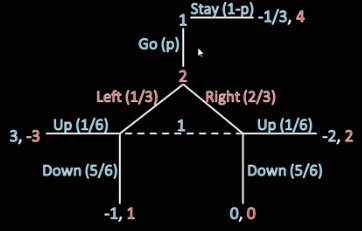 1 Stay (1-p) -1/3, 4
Go (p)
2
Left (1/3) Right (2/3)
3, -3 Up (1/6) 1 Up (1/6) -2, 2
Down (5/6) Down (5/6)
-1, 1 0, 0